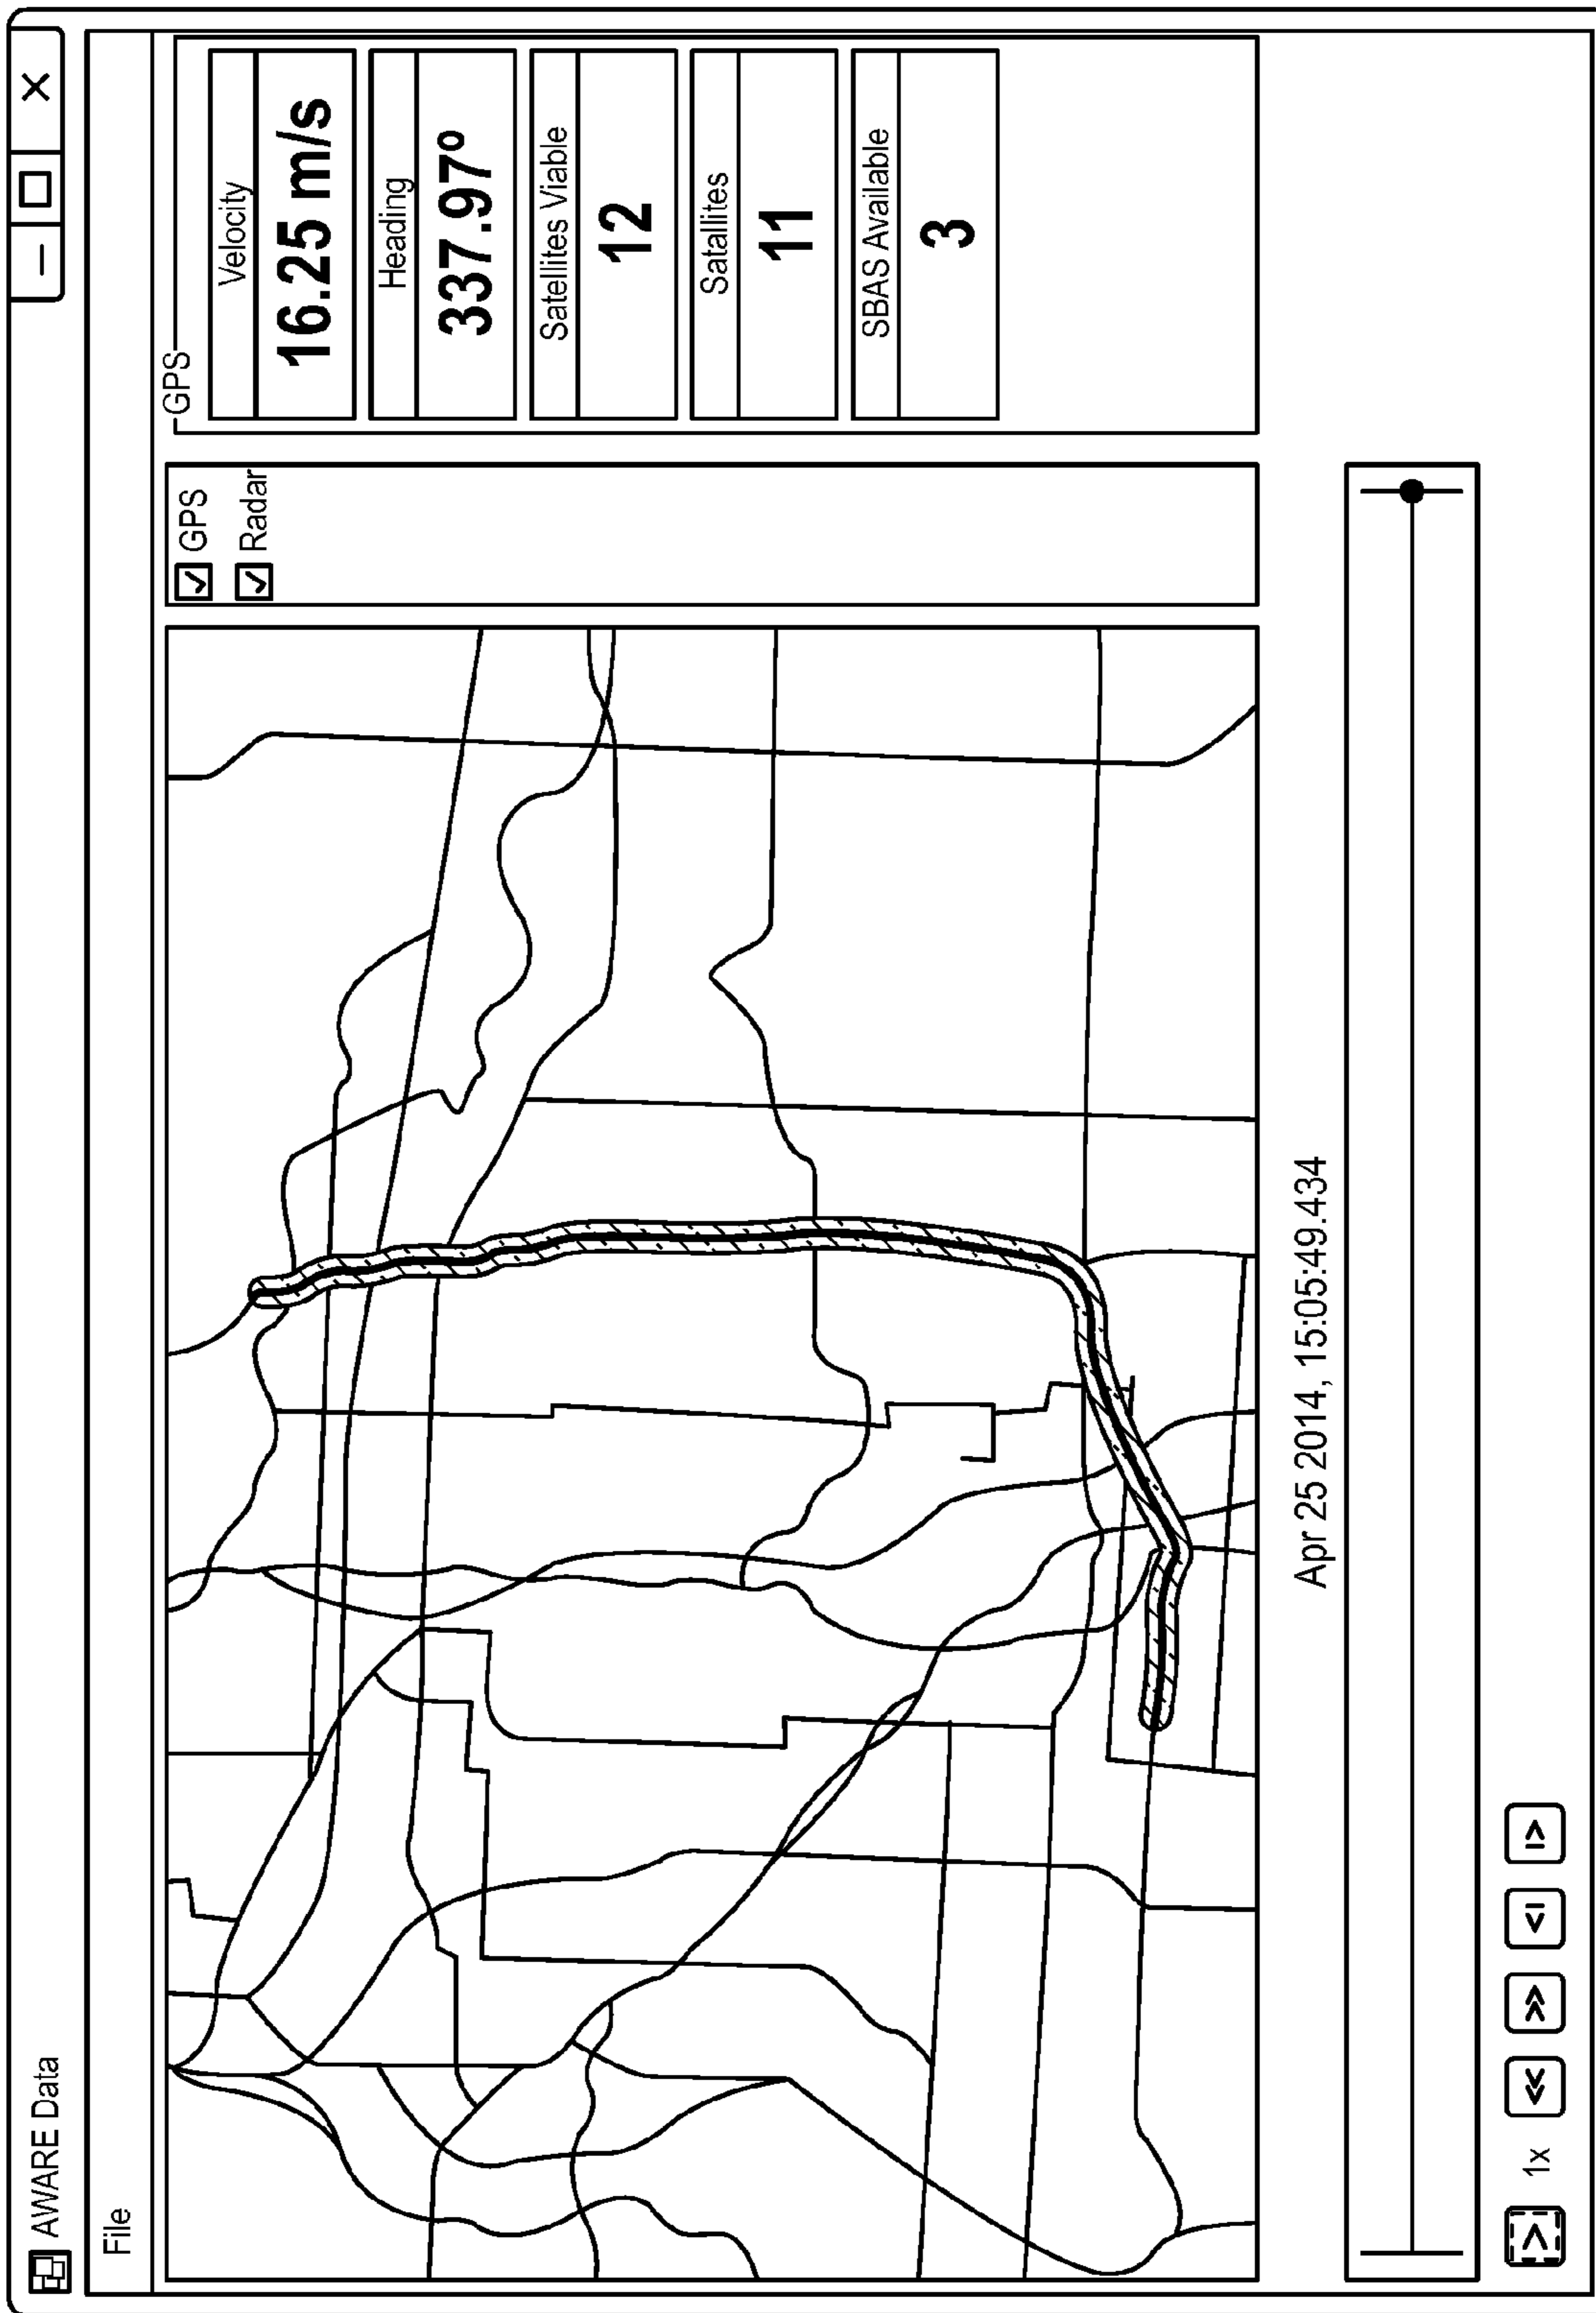 AWARE Data
File
GPS
Radar
GPS
Velocity
16.25 m/s
Heading
337.97º
Satellites Viable
12
Satallites
11
SBAS Available
3
Apr 25 2014, 15:05:49.434
> 1x << >> <I I>